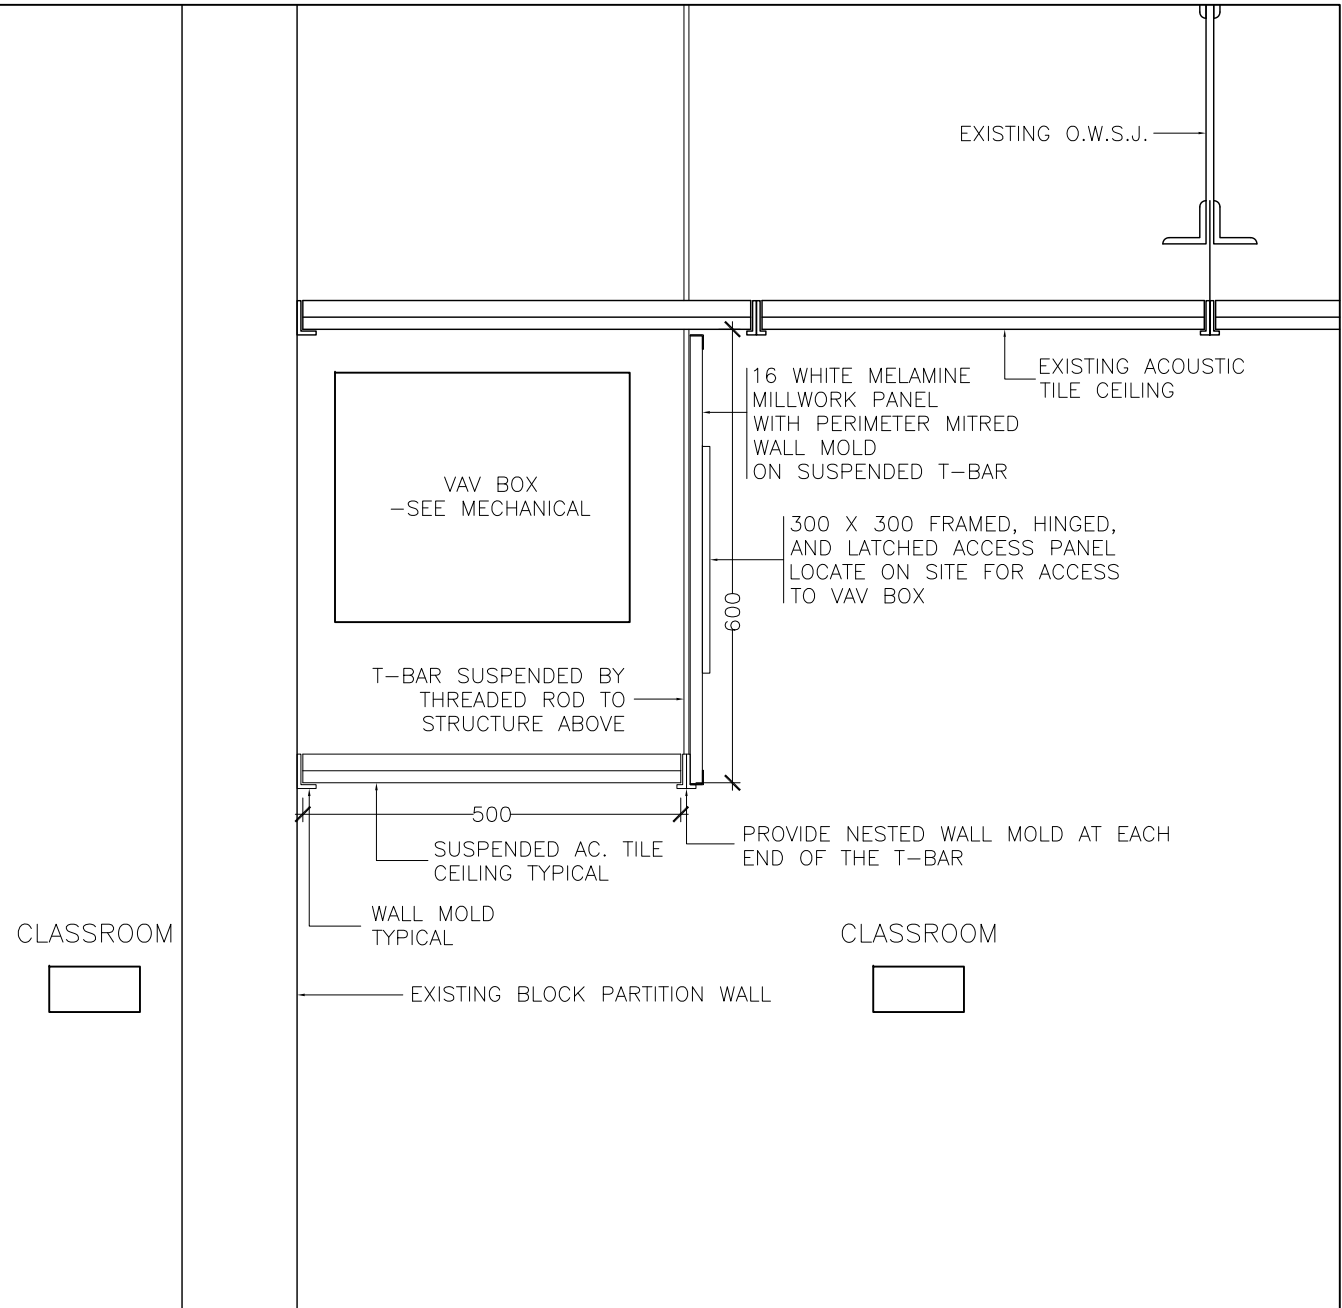 EXISTING O.W.S.J.
EXISTING ACOUSTIC
TILE CEILING
16 WHITE MELAMINE
MILLWORK PANEL
WITH PERIMETER MITRED
WALL MOLD
ON SUSPENDED T-BAR
VAV BOX
-SEE MECHANICAL
300 X 300 FRAMED, HINGED,
AND LATCHED ACCESS PANEL
LOCATE ON SITE FOR ACCESS
TO VAV BOX
600
T-BAR SUSPENDED BY
THREADED ROD TO
STRUCTURE ABOVE
500
PROVIDE NESTED WALL MOLD AT EACH
END OF THE T-BAR
SUSPENDED AC. TILE
CEILING TYPICAL
WALL MOLD
TYPICAL
CLASSROOM
CLASSROOM
EXISTING BLOCK PARTITION WALL